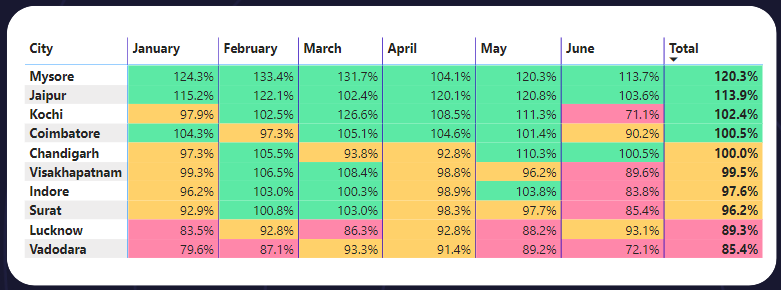 City January February March April May June Total
Mysore 124.3% 133.4% 131.7% 104.1% 120.3% 113.7% 120.3%
Jaipur 115.2% 122.1% 102.4% 120.1% 120.8% 103.6% 113.9%
Kochi 97.9% 102.5% 126.6% 108.5% 111.3% 71.1% 102.4%
Coimbatore 104.3% 97.3% 105.1% 104.6% 101.4% 90.2% 100.5%
Chandigarh 97.3% 105.5% 93.8% 92.8% 110.3% 100.5% 100.0%
Visakhapatnam 99.3% 106.5% 108.4% 98.8% 96.2% 89.6% 99.5%
Indore 96.2% 103.0% 100.3% 98.9% 103.8% 83.8% 97.6%
Surat 92.9% 100.8% 103.0% 98.3% 97.7% 85.4% 96.2%
Lucknow 83.5% 92.8% 86.3% 92.8% 88.2% 93.1% 89.3%
Vadodara 79.6% 87.1% 93.3% 91.4% 89.2% 72.1% 85.4%